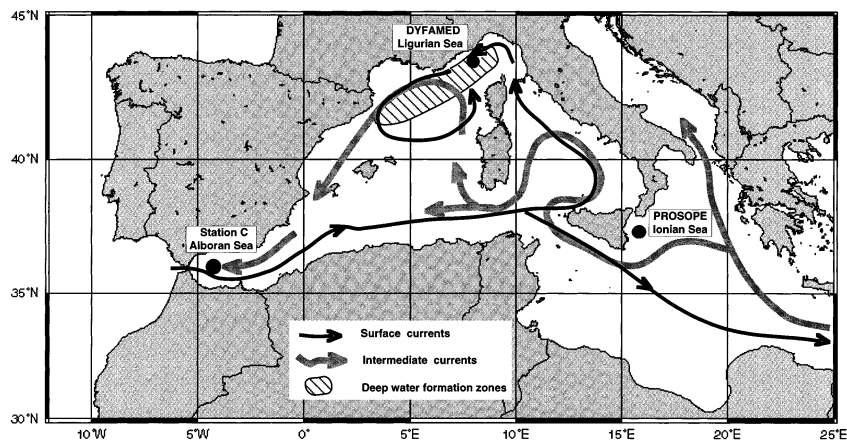 45°N
40°N
35°N
30°N
DYFAMED
Ligurian Sea
Station C
Alboran Sea
PROSOPE
Ionian Sea
Surface currents
Intermediate currents
Deep water formation zones
10°W
5°W
0°
5°E
10°E
15°E
20°E
25°E